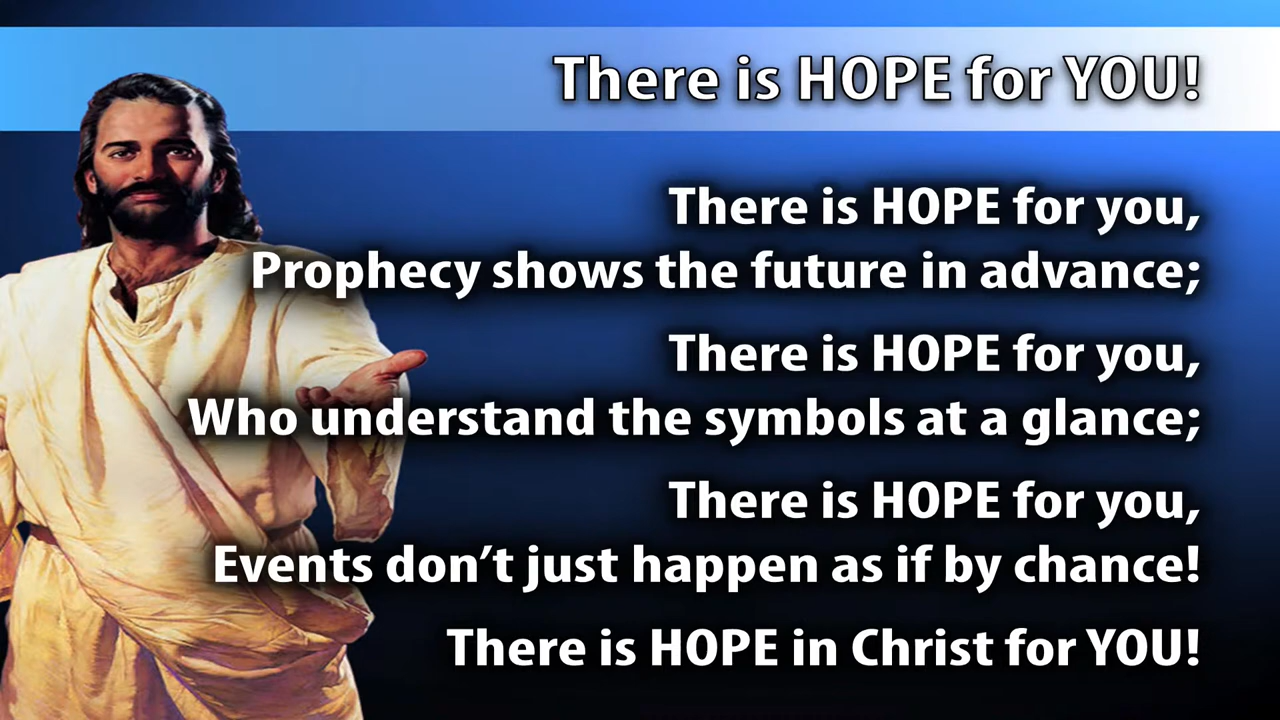 There is HOPE for YOU!
There is HOPE for you,
Prophecy shows the future in advance;
There is HOPE for you,
Who understand the symbols at a glance;
There is HOPE for you,
Events don’t just happen as if by chance!
There is HOPE in Christ for YOU!